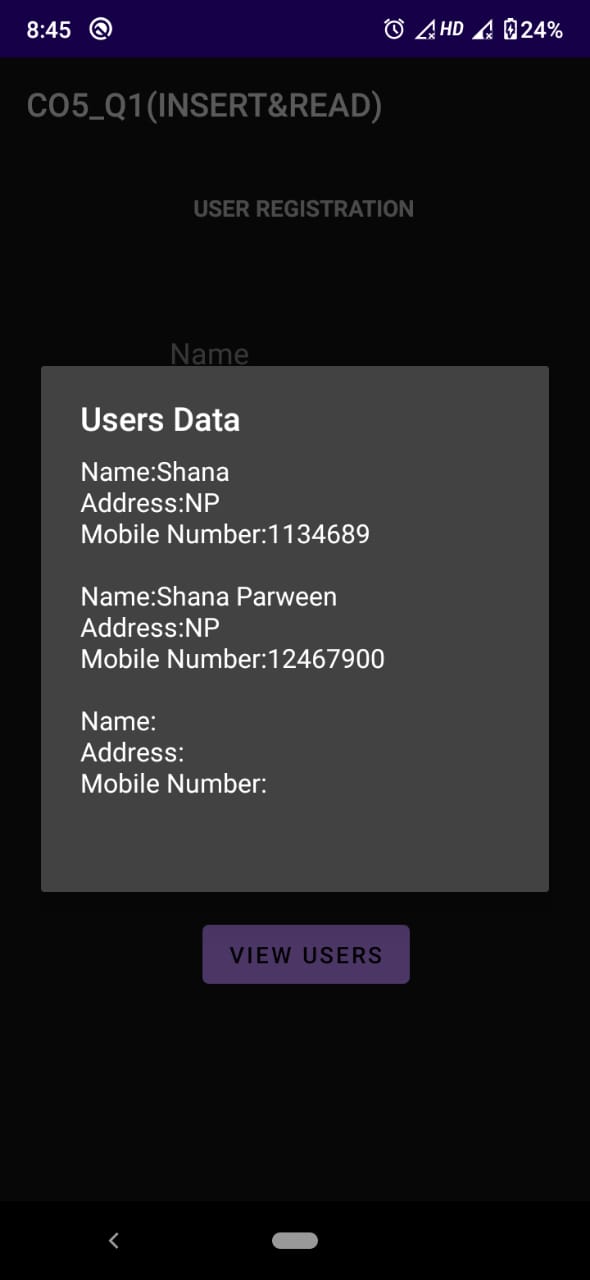 8:45 HD 24%
CO5_Q1(INSERT&READ)
USER REGISTRATION
Name
Users Data
Name:Shana
Address:NP
Mobile Number:1134689
Name:Shana Parween
Address:NP
Mobile Number:12467900
Name:
Address:
Mobile Number:
VIEW USERS